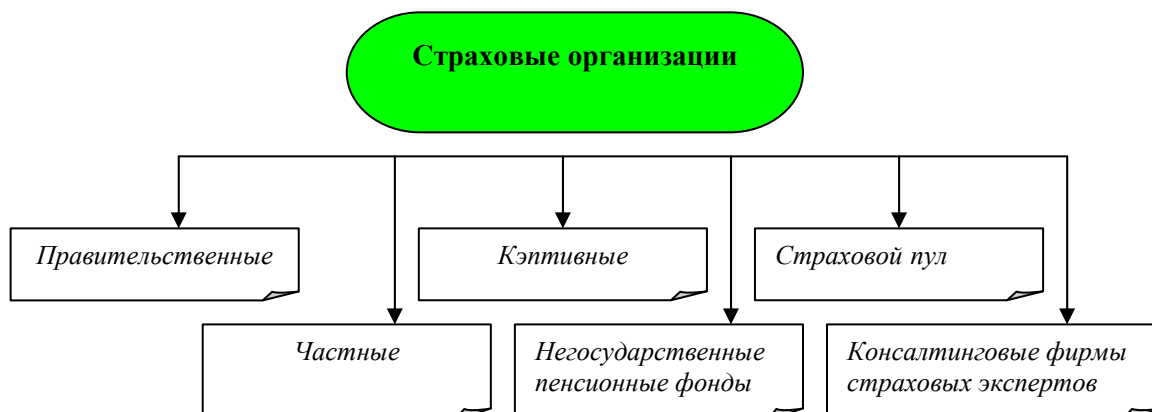 Страховые организации
Правительственные
Кэптивные
Страховой пул
Частные
Негосударственные
пенсионные фонды
Консалтинговые фирмы
страховых экспертов